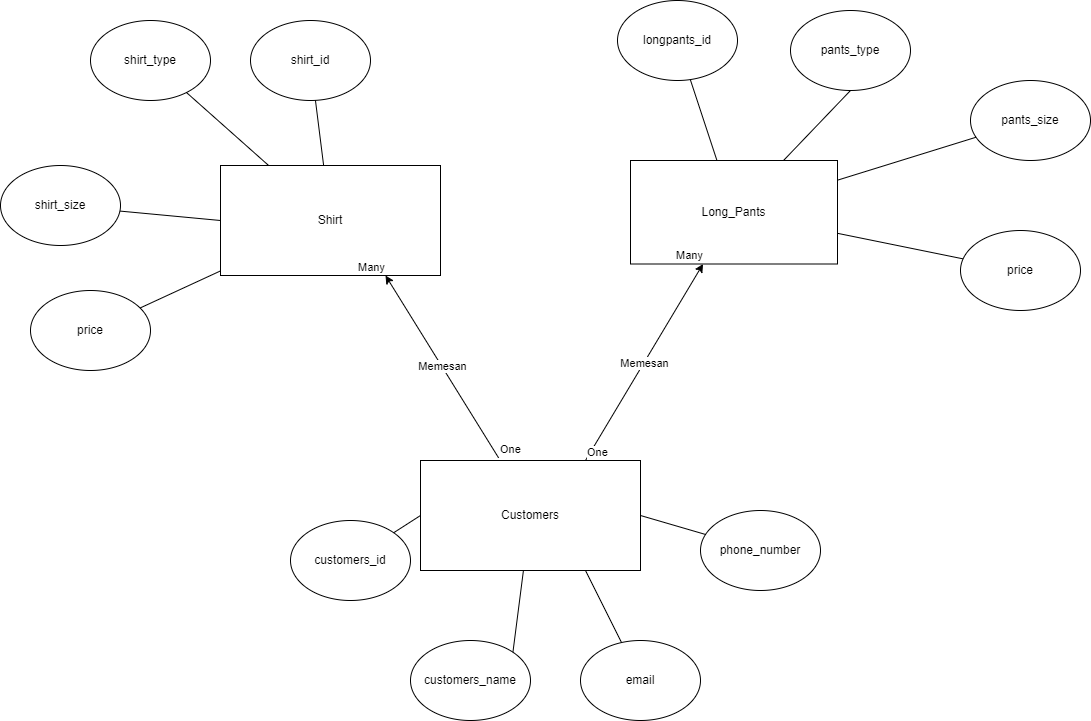 longpants_id
pants_type
shirt_type
shirt_id
pants_size
shirt_size
Shirt
Long_Pants
Many
Many
price
price
Memesan
Memesan
One
One
Customers
customers_id
phone_number
customers_name
email